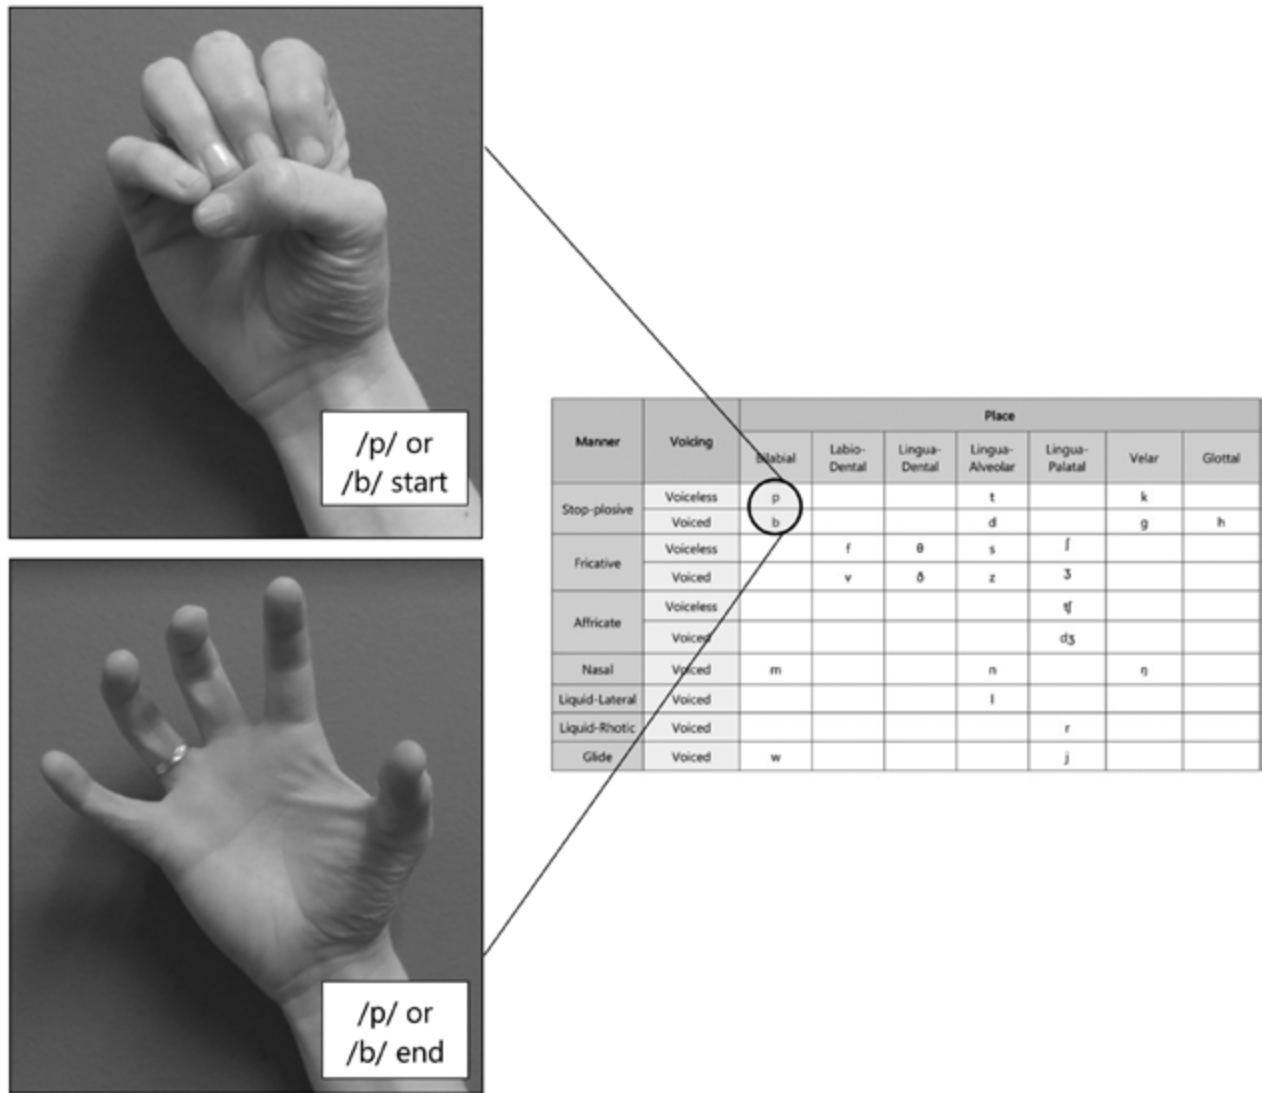 /p/ or
/b/ start
/p/ or
/b/ end
Manner Voicing Place
Bilabial Labio-Dental Lingua-Dental Lingua-Alveolar Lingua-Palatal Velar Glottal
Stop-plosive Voiceless p t k
Voiced b d g h
Fricative Voiceless f θ s ʃ
Voiced v ð z ʒ
Affricate Voiceless ʧ
Voiced dʒ
Nasal Voiced m n ŋ
Liquid-Lateral Voiced l
Liquid-Rhotic Voiced r
Glide Voiced w j